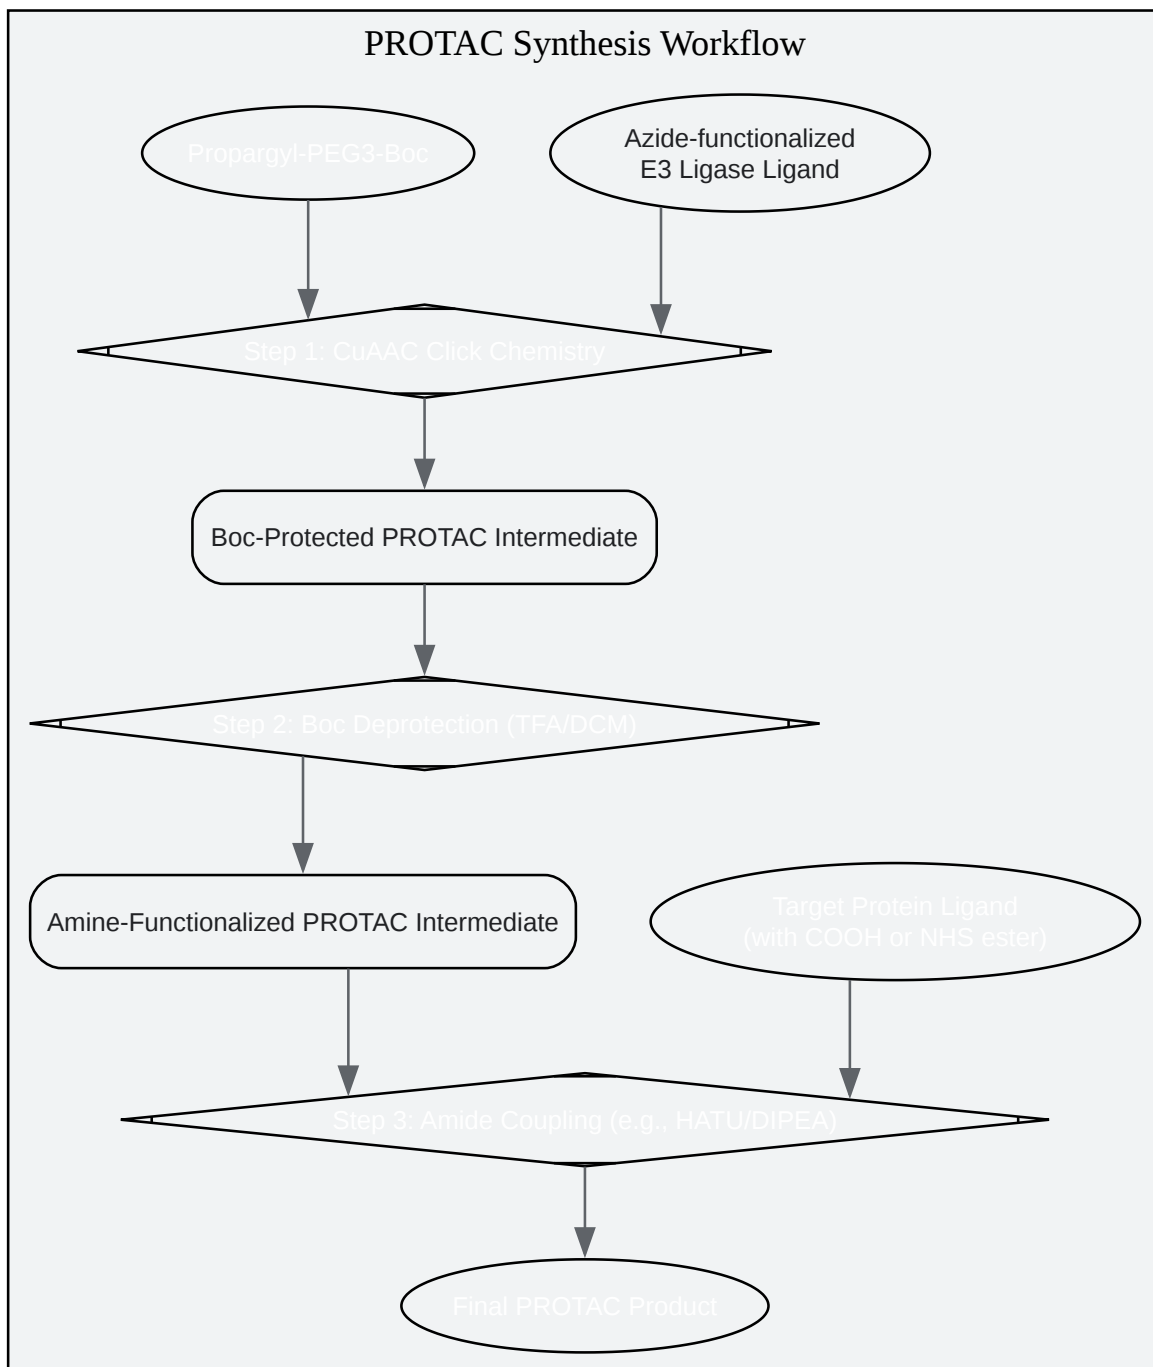 PROTAC Synthesis Workflow
Propargyl-PEG3-Boc
Azide-functionalized
E3 Ligase Ligand
Step 1: CuAAC Click Chemistry
Boc-Protected PROTAC Intermediate
Step 2: Boc Deprotection (TFA/DCM)
Amine-Functionalized PROTAC Intermediate
Target Protein Ligand
(with COOH or NHS ester)
Step 3: Amide Coupling (e.g., HATU/DIPEA)
Final PROTAC Product